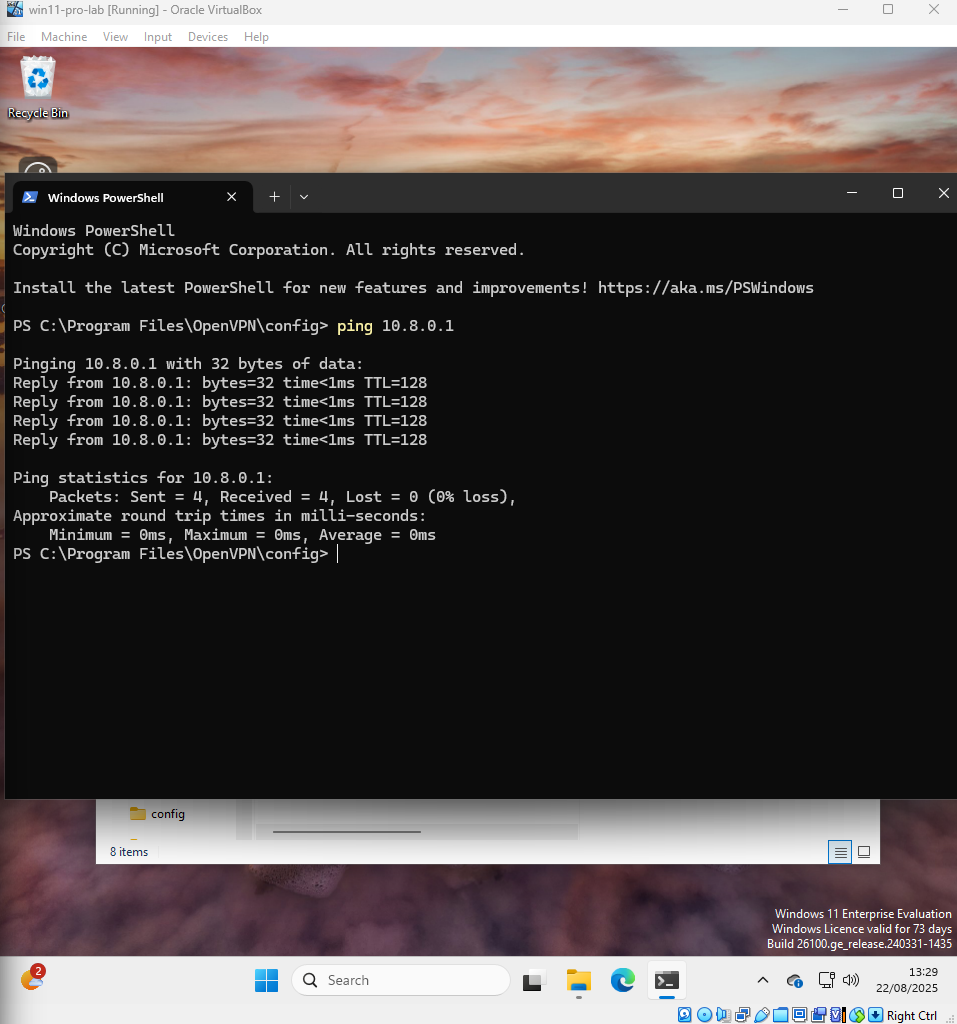 win11-pro-lab [Running] - Oracle VirtualBox
File Machine View Input Devices Help
Recycle Bin
Windows PowerShell
Windows PowerShell
Copyright (C) Microsoft Corporation. All rights reserved.
Install the latest PowerShell for new features and improvements! https://aka.ms/PSWindows
PS C:\Program Files\OpenVPN\config> ping 10.8.0.1
Pinging 10.8.0.1 with 32 bytes of data:
Reply from 10.8.0.1: bytes=32 time<1ms TTL=128
Reply from 10.8.0.1: bytes=32 time<1ms TTL=128
Reply from 10.8.0.1: bytes=32 time<1ms TTL=128
Reply from 10.8.0.1: bytes=32 time<1ms TTL=128
Ping statistics for 10.8.0.1:
    Packets: Sent = 4, Received = 4, Lost = 0 (0% loss),
Approximate round trip times in milli-seconds:
    Minimum = 0ms, Maximum = 0ms, Average = 0ms
PS C:\Program Files\OpenVPN\config>
config
8 items
Windows 11 Enterprise Evaluation
Windows Licence valid for 73 days
Build 26100.ge_release.240331-1435
2
Search
13:29
22/08/2025
Right Ctrl